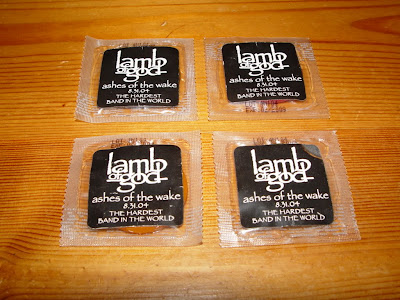 lamb
of god
ashes of the wake
8.31.04
THE HARDEST
BAND IN THE WORLD
lamb
of god
ashes of the wake
8.31.04
THE HARDEST
BAND IN THE WORLD
lamb
of god
ashes of the wake
8.31.04
THE HARDEST
BAND IN THE WORLD
lamb
of god
ashes of the wake
8.31.04
THE HARDEST
BAND IN THE WORLD